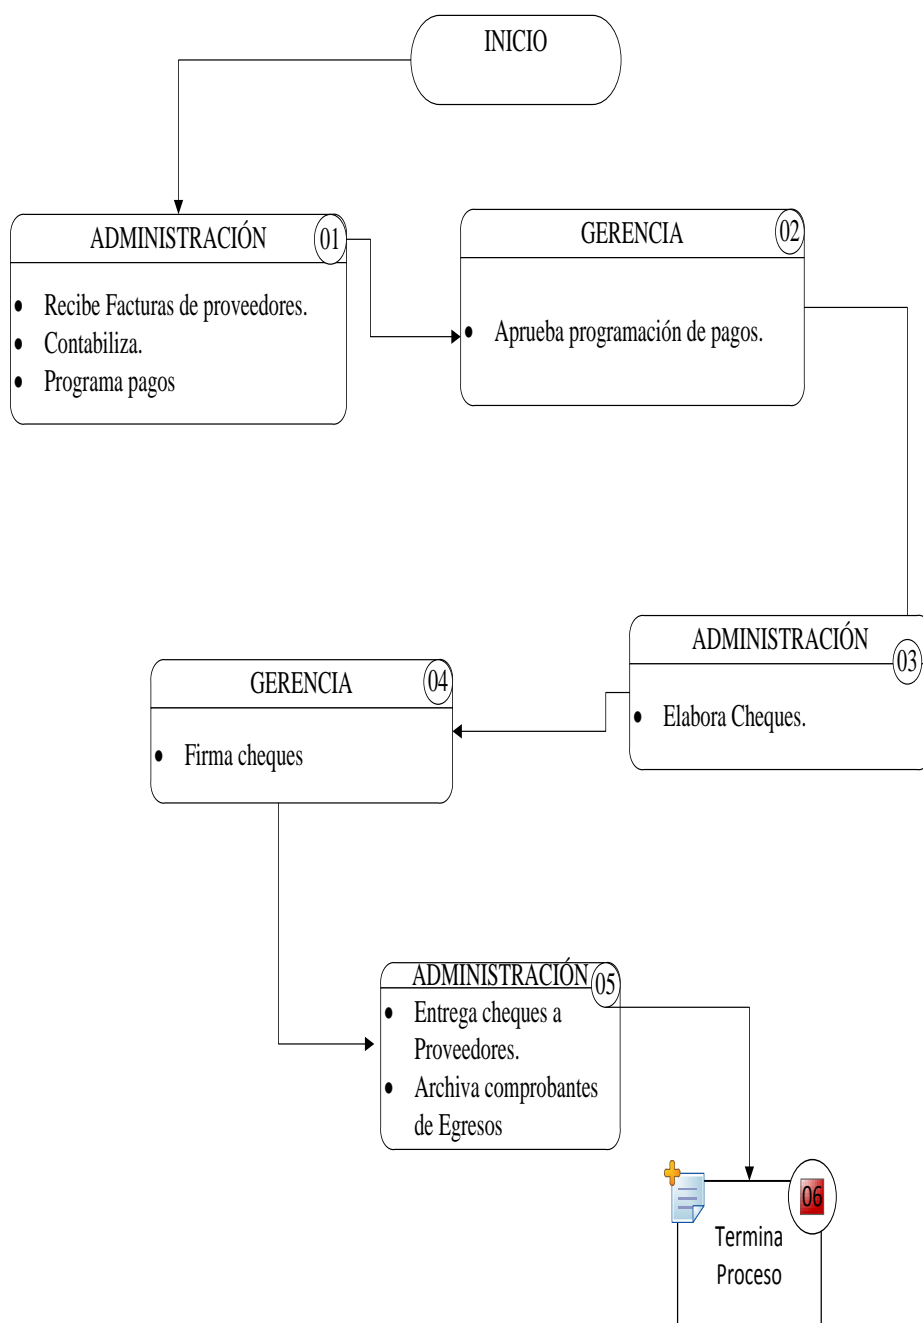 INICIO
ADMINISTRACIÓN
01
• Recibe Facturas de proveedores.
• Contabiliza.
• Programa pagos
GERENCIA
02
• Aprueba programación de pagos.
ADMINISTRACIÓN
03
• Elabora Cheques.
GERENCIA
04
• Firma cheques
ADMINISTRACIÓN
05
• Entrega cheques a
Proveedores.
• Archiva comprobantes
de Egresos
06
Termina
Proceso